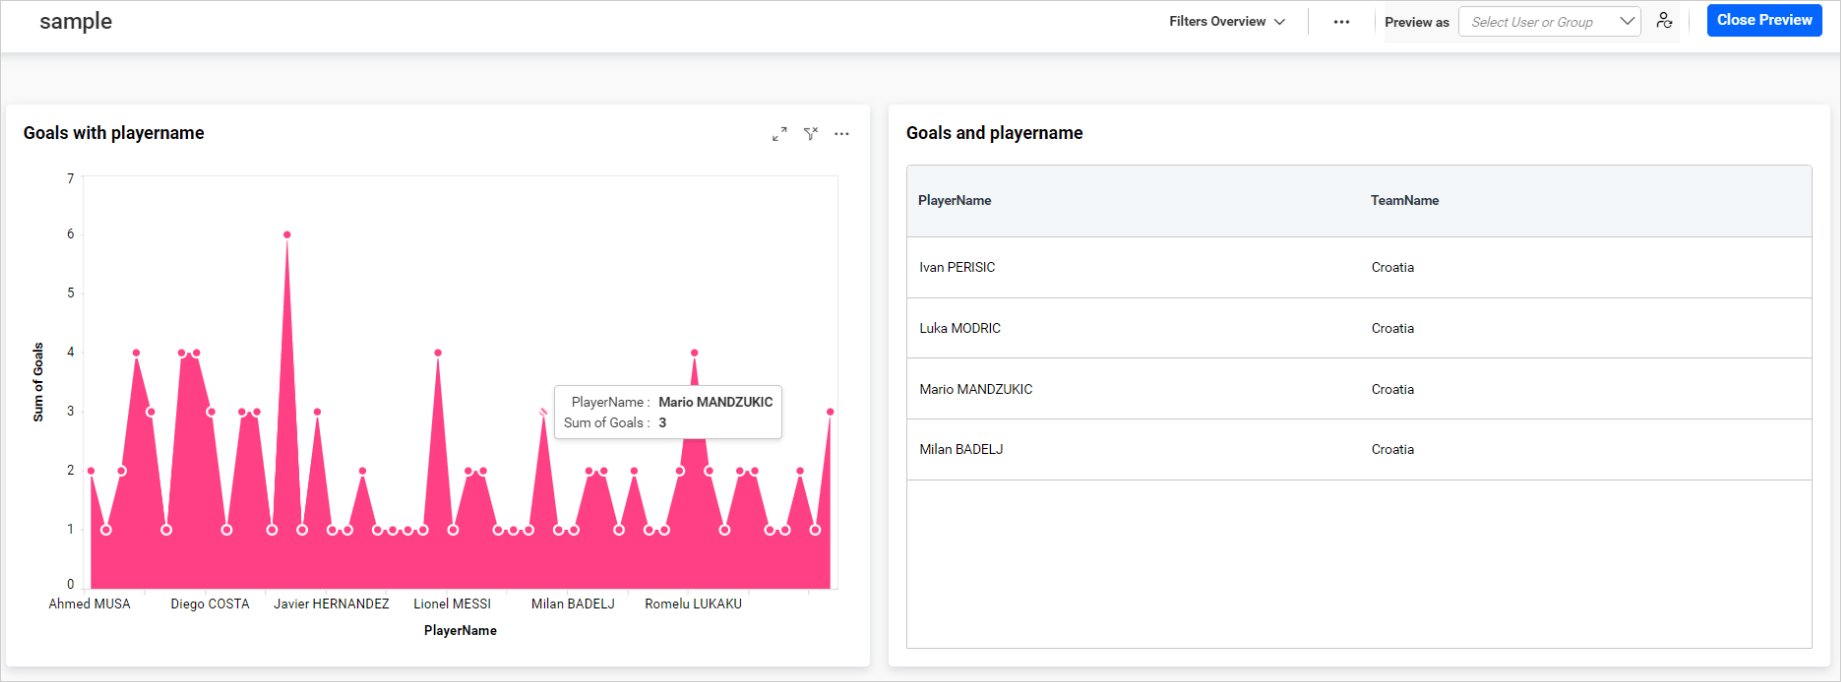 sample
Filters Overview
Preview as
Select User or Group
Close Preview
Goals with playername
7
6
5
4
3
2
1
0
Sum of Goals
PlayerName : Mario MANDZUKIC
Sum of Goals : 3
Ahmed MUSA
Diego COSTA
Javier HERNANDEZ
Lionel MESSI
Milan BADELJ
Romelu LUKAKU
PlayerName
Goals and playername
PlayerName TeamName
Ivan PERISIC Croatia
Luka MODRIC Croatia
Mario MANDZUKIC Croatia
Milan BADELJ Croatia